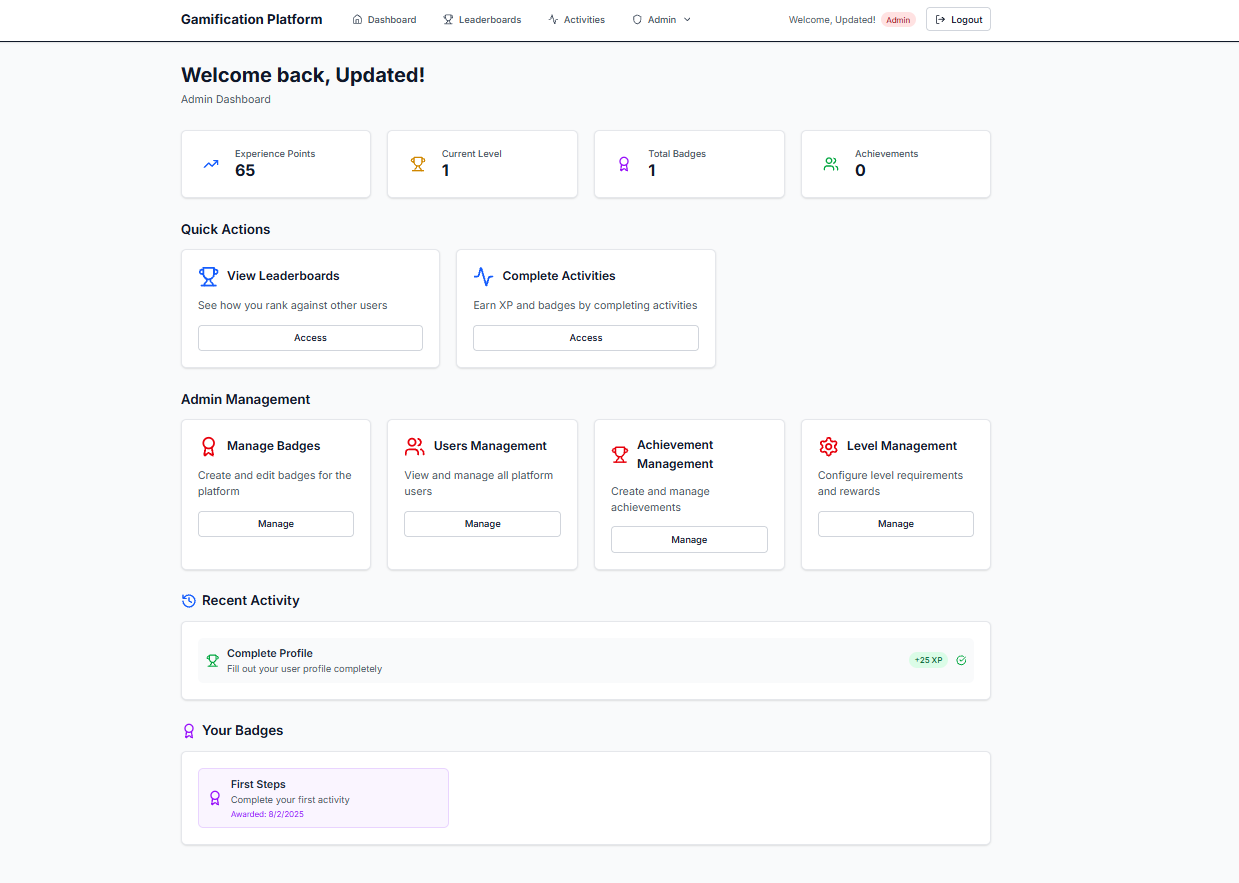 Gamification Platform
Dashboard
Leaderboards
Activities
Admin
Welcome, Updated!
Admin
Logout
Welcome back, Updated!
Admin Dashboard
Experience Points
65
Current Level
1
Total Badges
1
Achievements
0
Quick Actions
View Leaderboards
See how you rank against other users
Access
Complete Activities
Earn XP and badges by completing activities
Access
Admin Management
Manage Badges
Create and edit badges for the
platform
Manage
Users Management
View and manage all platform
users
Manage
Achievement
Management
Create and manage
achievements
Manage
Level Management
Configure level requirements
and rewards
Manage
Recent Activity
Complete Profile
Fill out your user profile completely
+25 XP
Your Badges
First Steps
Complete your first activity
Awarded: 8/2/2025